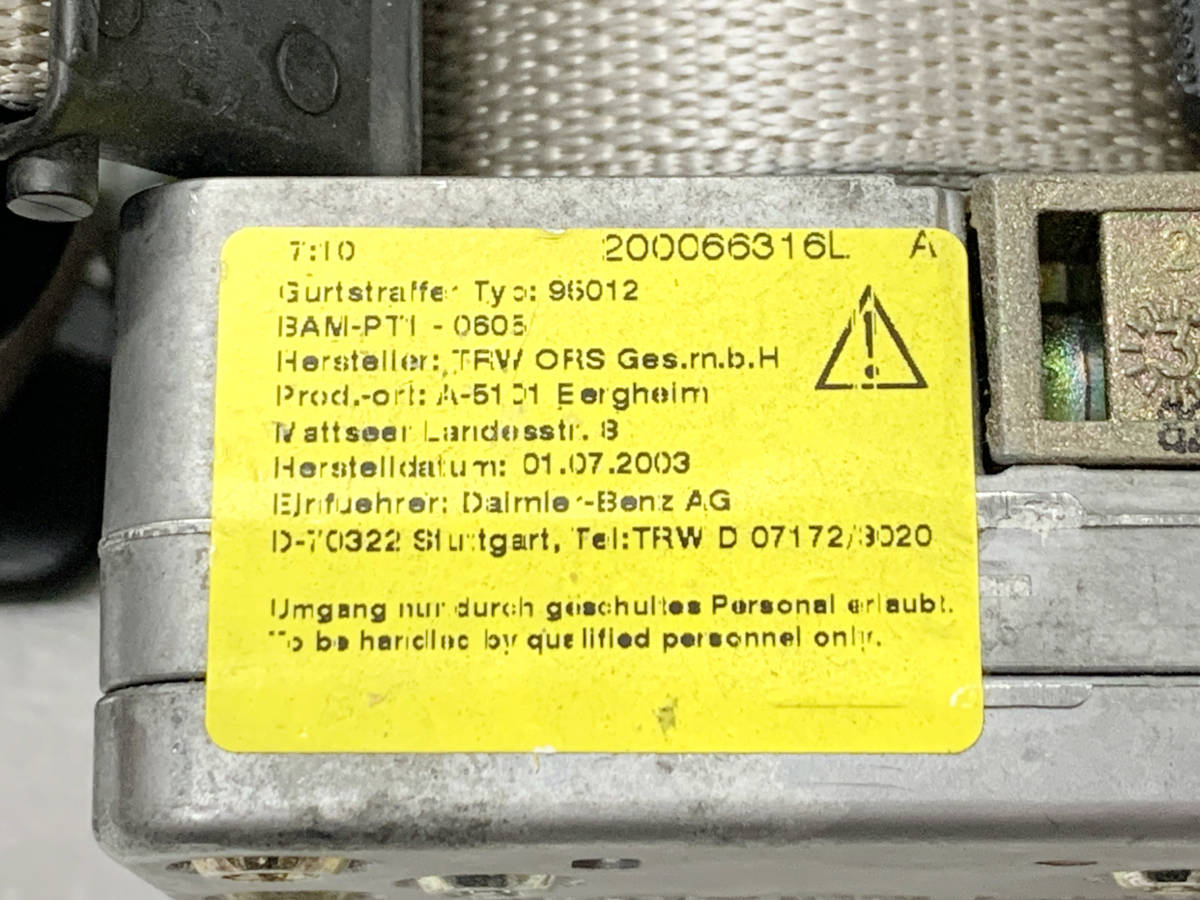 7:10 200066316L A
Gurtstraffer Typ: 95012
BAM-PT1 - 0605
Hersteller: TRW ORS Ges.m.b.H
Prod.-ort: A-5101 Bergheim
Mattseer Landesstr. 8
Herstelldatum: 01.07.2003
Einfuehrer: Daimler-Benz AG
D-70322 Stuttgart, Tel:TRW D 07172/3020
Umgang nur durch geschultes Personal erlaubt.
To be handled by qualified personnel only.